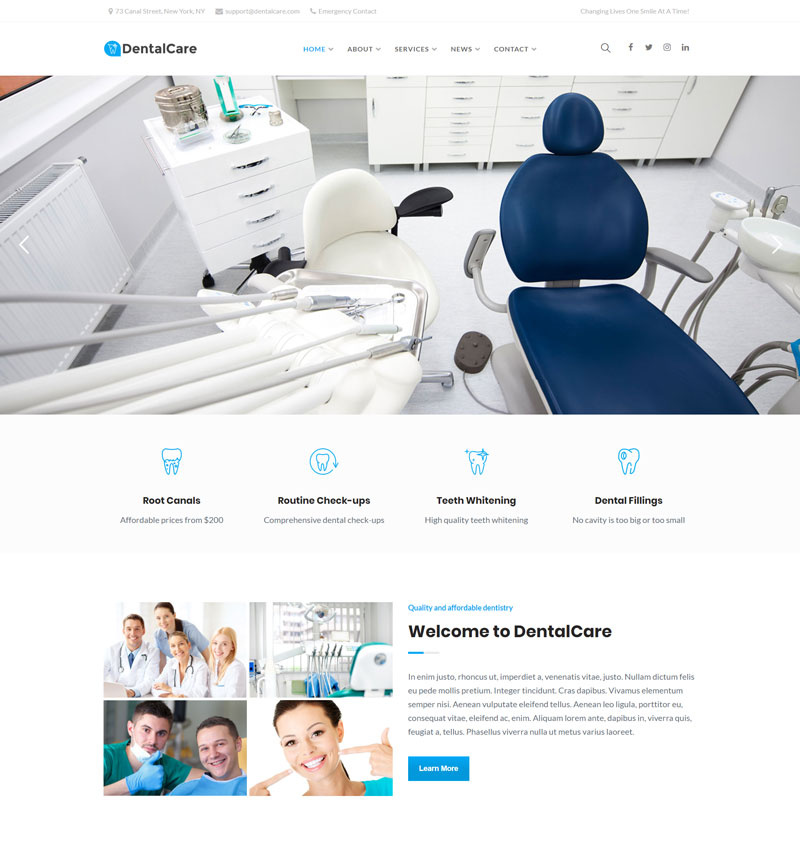 73 Canal Street, New York, NY support@dentalcare.com Emergency Contact Changing Lives One Smile At A Time!
DentalCare HOME ABOUT SERVICES NEWS CONTACT
Root Canals Routine Check-ups Teeth Whitening Dental Fillings
Affordable prices from $200 Comprehensive dental check-ups High quality teeth whitening No cavity is too big or too small
Quality and affordable dentistry
Welcome to DentalCare
In enim justo, rhoncus ut, imperdiet a, venenatis vitae, justo. Nullam dictum felis
eu pede mollis pretium. Integer tincidunt. Cras dapibus. Vivamus elementum
semper nisi. Aenean vulputate eleifend tellus. Aenean leo ligula, porttitor eu,
consequat vitae, eleifend ac, enim. Aliquam lorem ante, dapibus in, viverra quis,
feugiat a, tellus. Phasellus viverra nulla ut metus varius laoreet.
Learn More